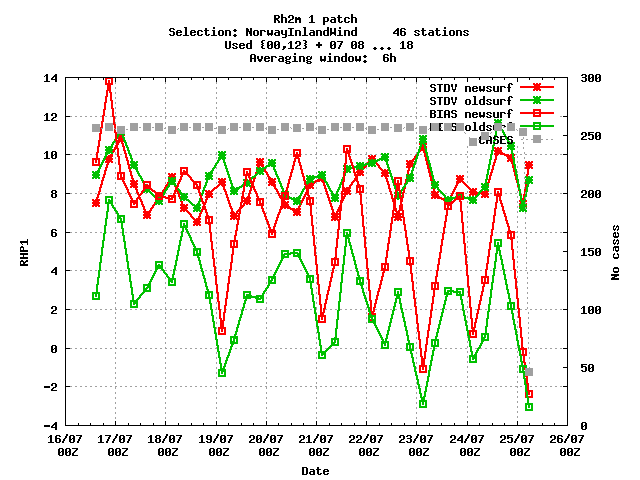 Rh2m 1 patch
Selection: NorwayInlandWind 46 stations
Used {00,12} + 07 08 ... 18
Averaging window: 6h
STDV newsurf
STDV oldsurf
BIAS newsurf
BIAS oldsurf
CASES
14
12
10
8
6
4
2
0
-2
-4
RHP1
300
250
200
150
100
50
0
No cases
16/07 17/07 18/07 19/07 20/07 21/07 22/07 23/07 24/07 25/07 26/07
00Z 00Z 00Z 00Z 00Z 00Z 00Z 00Z 00Z 00Z 00Z
Date